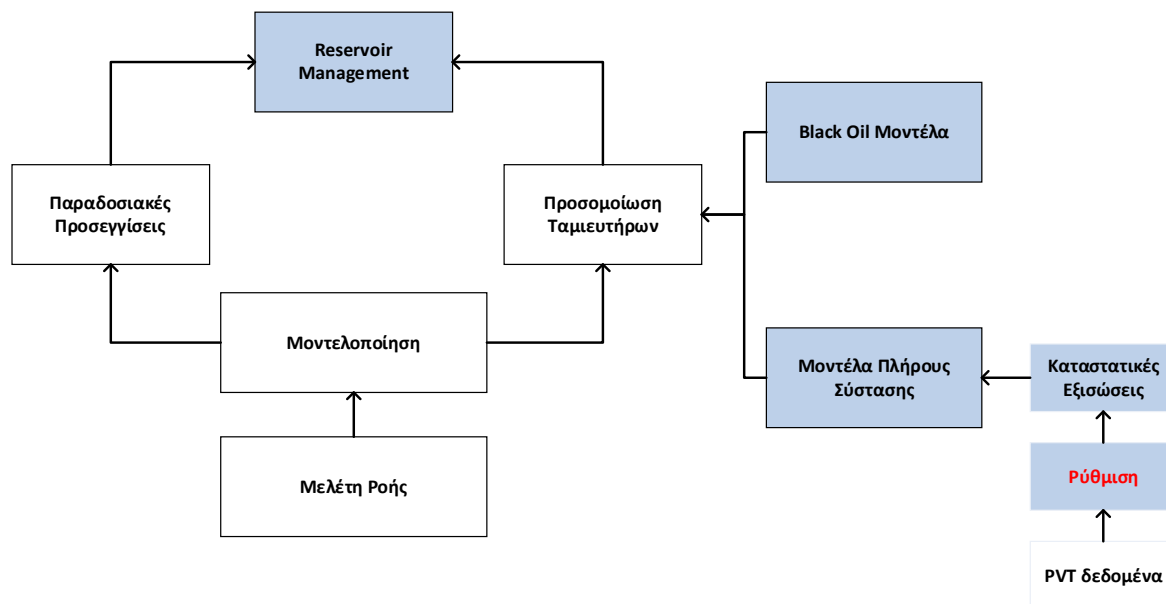 Reservoir
Management
Black Oil Μοντέλα
Παραδοσιακές
Προσεγγίσεις
Προσομοίωση
Ταμιευτήρων
Μοντελοποίηση
Μοντέλα Πλήρους
Σύστασης
Καταστατικές
Εξισώσεις
Μελέτη Ροής
Ρύθμιση
PVT δεδομένα